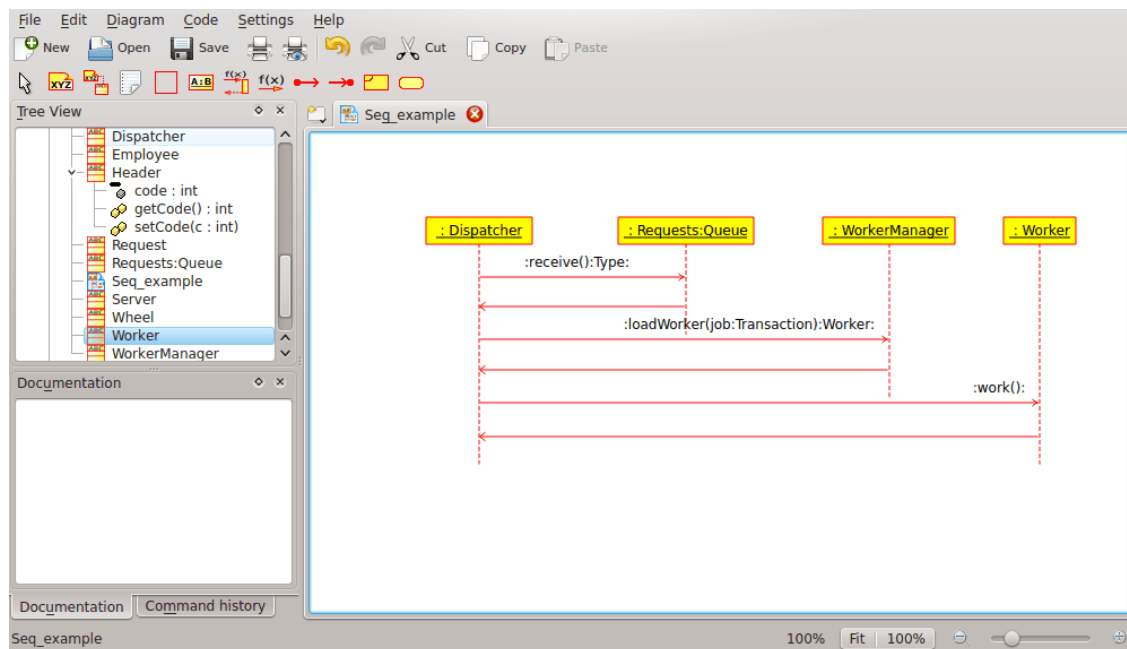 File Edit Diagram Code Settings Help
New Open Save Cut Copy Paste
XYZ A:B f(x) f(x)
Tree View
Seq_example
Dispatcher
Employee
Header
code : int
getCode() : int
setCode(c : int)
Request
Requests:Queue
Seq_example
Server
Wheel
Worker
WorkerManager
: Dispatcher : Requests:Queue : WorkerManager : Worker
:receive():Type:
:loadWorker(job:Transaction):Worker:
:work():
Documentation
Documentation Command history
Seq_example 100% Fit 100%